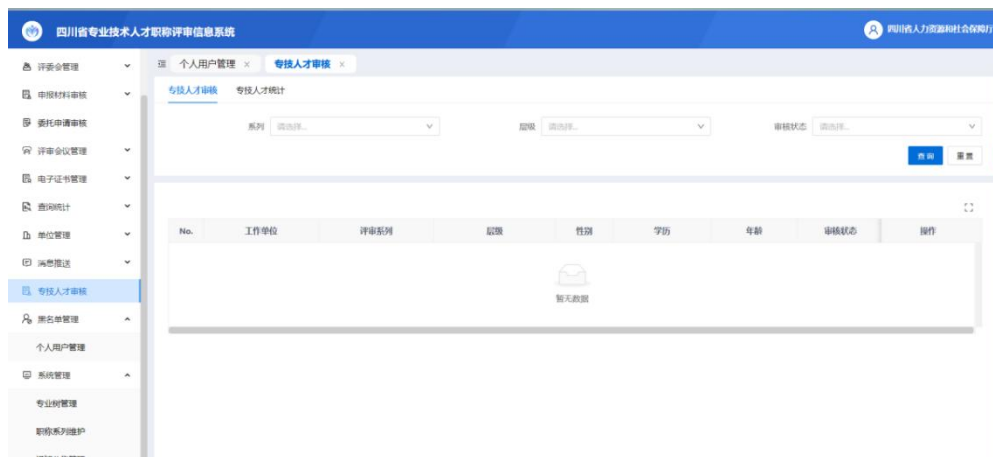 四川省专业技术人才职称评审信息系统
四川省人力资源和社会保障厅
评委会管理
申报材料审核
委托申请审核
评审会议管理
电子证书管理
查询统计
单位管理
消息推送
专技人才审核
黑名单管理
个人用户管理
系统管理
专业树管理
职称系列维护
个人用户管理 ×
专技人才审核 ×
专技人才审核 专技人才统计
系列 请选择... 层级 请选择... 审核状态 请选择...
查询 重置
No. 工作单位 评审系列 层级 性别 学历 年龄 审核状态 操作
暂无数据